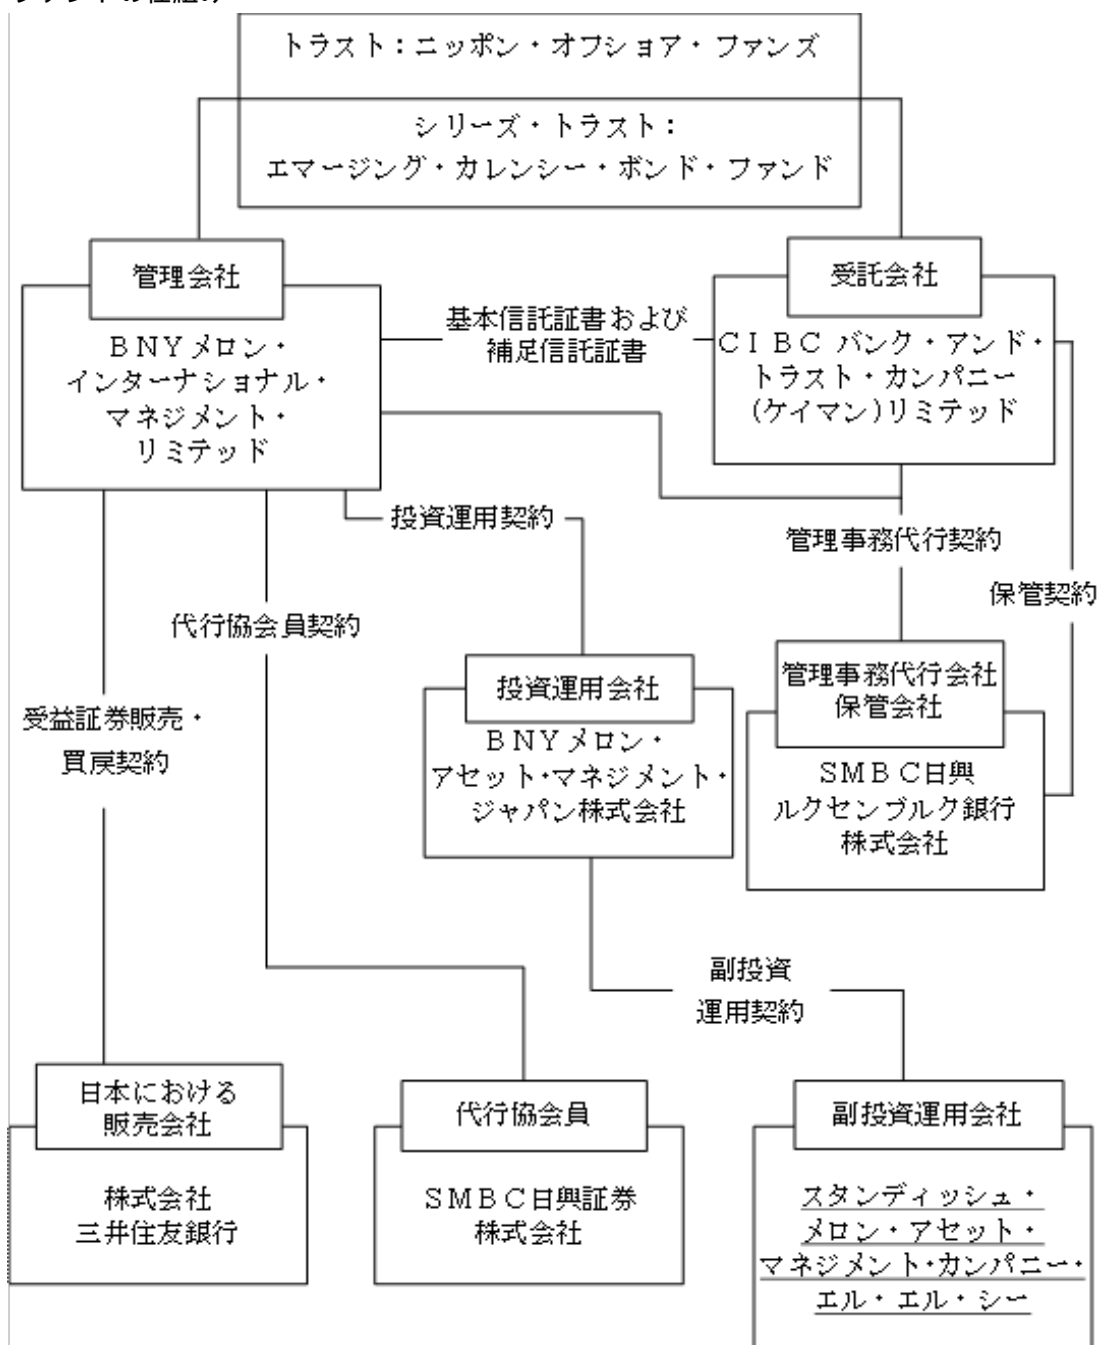 トラスト：ニッポン・オフショア・ファンズ
シリーズ・トラスト：
エマージング・カレンシー・ボンド・ファンド
管理会社
ＢＮＹメロン・
インターナショナル・
マネジメント・
リミテッド
基本信託証書および
補足信託証書
受託会社
ＣＩＢＣ バンク・アンド・
トラスト・カンパニー
(ケイマン)リミテッド
投資運用契約
管理事務代行契約
保管契約
代行協会員契約
受益証券販売・
買戻契約
投資運用会社
ＢＮＹメロン・
アセット・マネジメント・
ジャパン株式会社
管理事務代行会社
保管会社
ＳＭＢＣ日興
ルクセンブルク銀行
株式会社
副投資
運用契約
日本における
販売会社
株式会社
三井住友銀行
代行協会員
ＳＭＢＣ日興証券
株式会社
副投資運用会社
スタンディッシュ・
メロン・アセット・
マネジメント・カンパニー・
エル・エル・シー